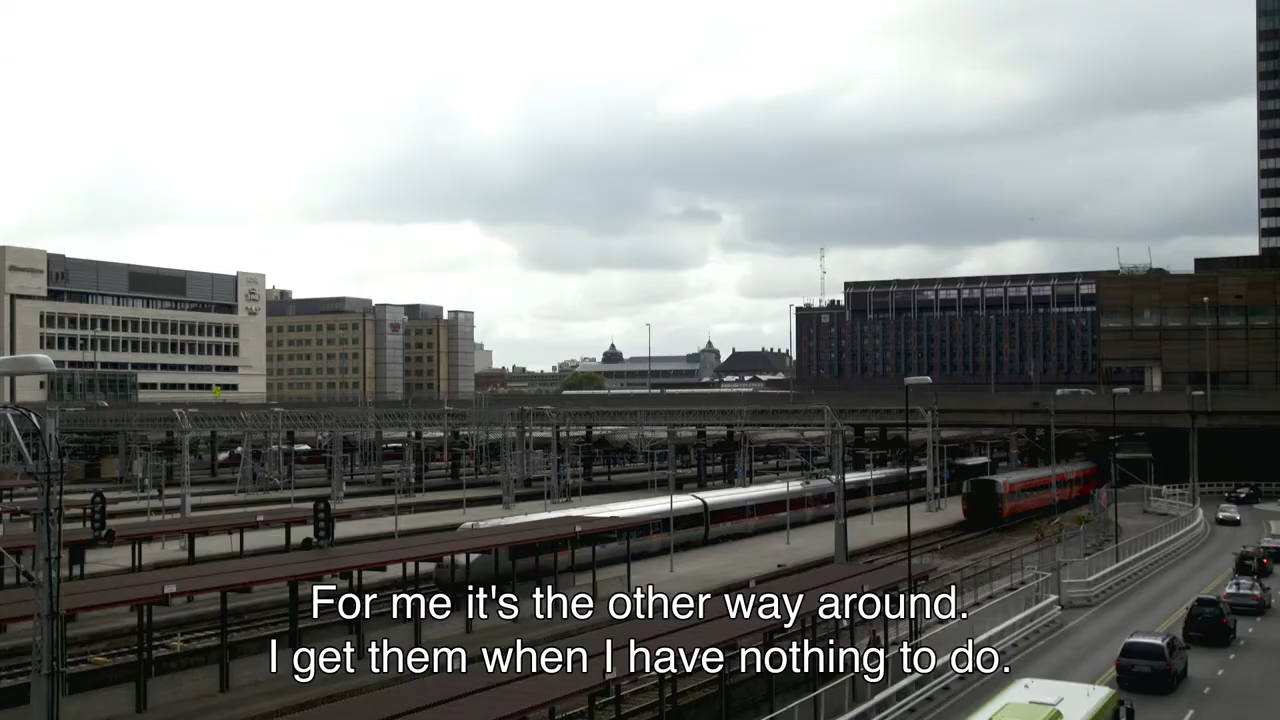 For me it's the other way around.
I get them when I have nothing to do.